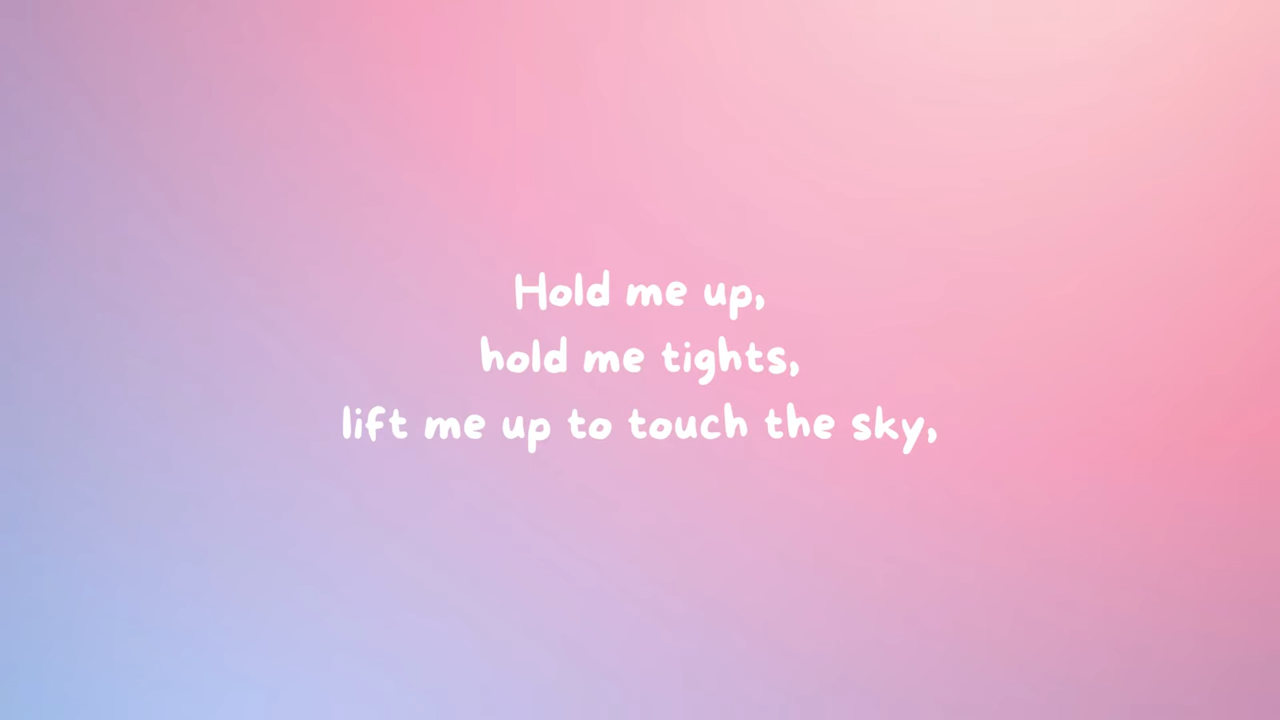 Hold me up,
hold me tights,
lift me up to touch the sky,